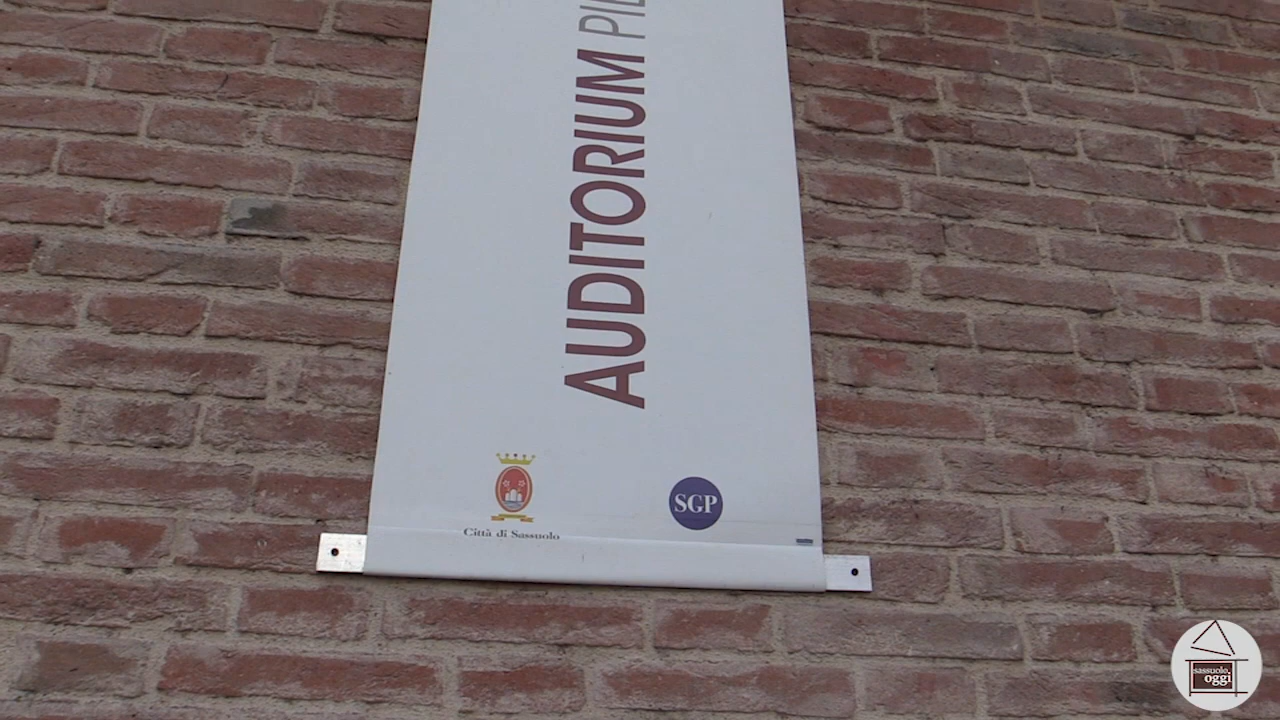 AUDITORIUM
Città di Sassuolo
SGP
sassuolo.
oggi